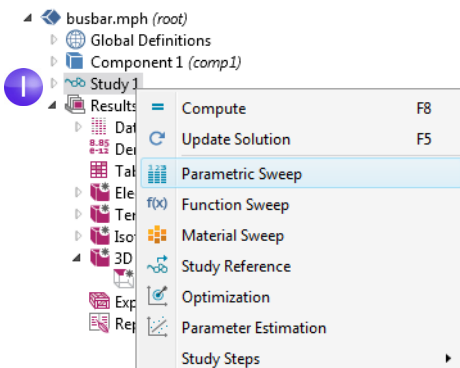 busbar.mph (root)
Global Definitions
Component 1 (comp1)
1 Study 1
Results
Compute F8
Dat
Update Solution F5
8.85
e-12 Der
Tal
Parametric Sweep
Ele
f(x) Function Sweep
Ter
Material Sweep
Iso
3D
Study Reference
Optimization
Exp
Parameter Estimation
Rep
Study Steps